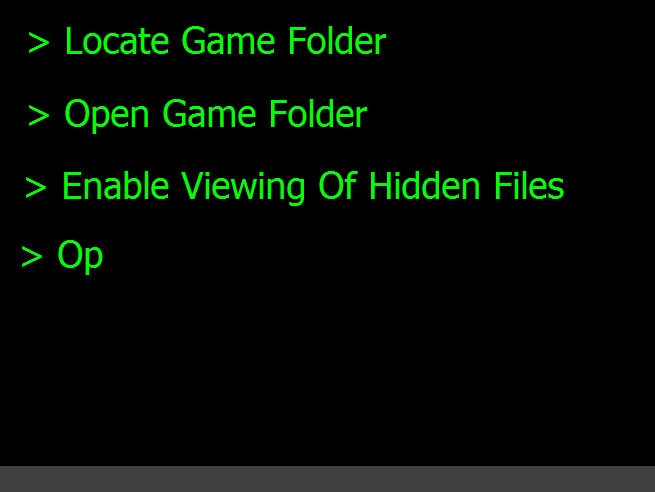 > Locate Game Folder
> Open Game Folder
> Enable Viewing Of Hidden Files
> Op